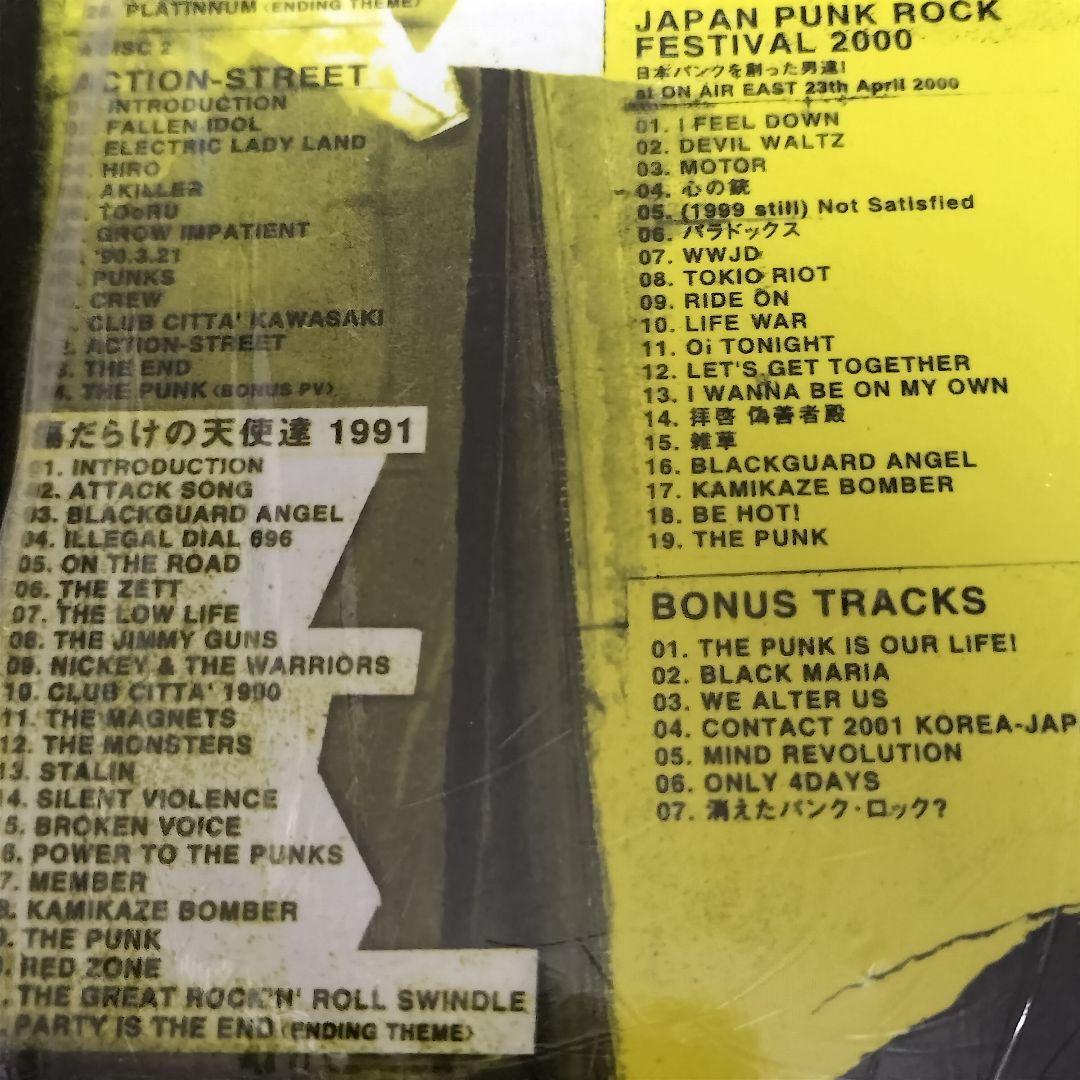 PLATINNUM (ENDING THEME)
DISC 2
ACTION-STREET
INTRODUCTION
FALLEN IDOL
ELECTRIC LADY LAND
HIRO
AKILLER
TOoRU
GROW IMPATIENT
'90.3.21
PUNKS
CREW
CLUB CITTA' KAWASAKI
ACTION-STREET
THE END
THE PUNK (BONUS PV)
傷だらけの天使達 1991
01. INTRODUCTION
02. ATTACK SONG
03. BLACKGUARD ANGEL
04. ILLEGAL DIAL 696
05. ON THE ROAD
06. THE ZETT
07. THE LOW LIFE
08. THE JIMMY GUNS
09. NICKEY & THE WARRIORS
10. CLUB CITTA' 1990
11. THE MAGNETS
12. THE MONSTERS
13. STALIN
4. SILENT VIOLENCE
5. BROKEN VOICE
6. POWER TO THE PUNKS
7. MEMBER
8. KAMIKAZE BOMBER
THE PUNK
RED ZONE
THE GREAT ROCK'N' ROLL SWINDLE
PARTY IS THE END (ENDING THEME)
JAPAN PUNK ROCK
FESTIVAL 2000
日本パンクを創った男達!
at ON AIR EAST 23th April 2000
01. I FEEL DOWN
02. DEVIL WALTZ
03. MOTOR
04. 心の銃
05. (1999 still) Not Satisfied
06. パラドックス
07. WWJD
08. TOKIO RIOT
09. RIDE ON
10. LIFE WAR
11. Oi TONIGHT
12. LET'S GET TOGETHER
13. I WANNA BE ON MY OWN
14. 拝啓 偽善者殿
15. 雑草
16. BLACKGUARD ANGEL
17. KAMIKAZE BOMBER
18. BE HOT!
19. THE PUNK
BONUS TRACKS
01. THE PUNK IS OUR LIFE!
02. BLACK MARIA
03. WE ALTER US
04. CONTACT 2001 KOREA-JAP
05. MIND REVOLUTION
06. ONLY 4DAYS
07. 消えたパンク・ロック?